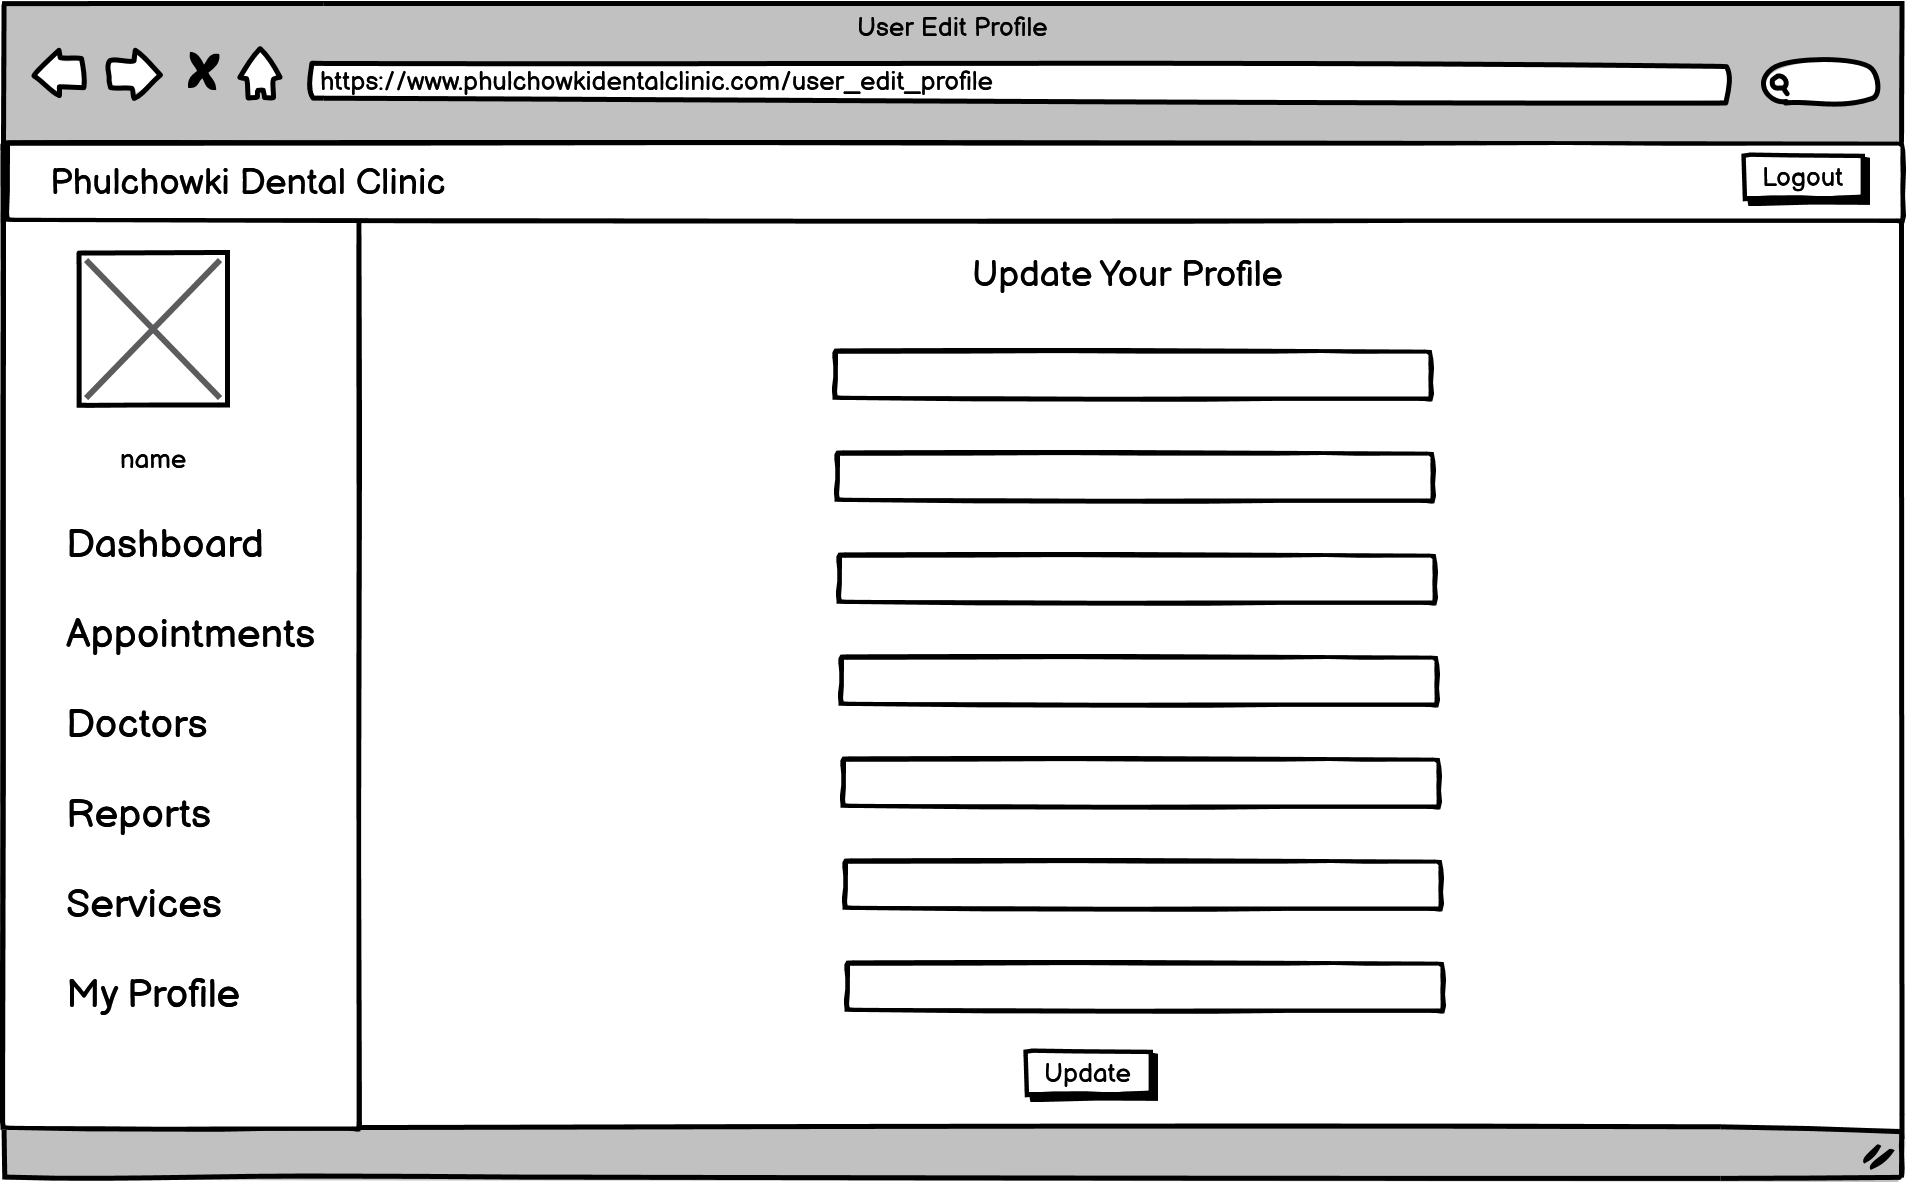 User Edit Profile
https://www.phulchowkidentalclinic.com/user_edit_profile
Phulchowki Dental Clinic
Logout
name
Dashboard
Appointments
Doctors
Reports
Services
My Profile
Update Your Profile
Update